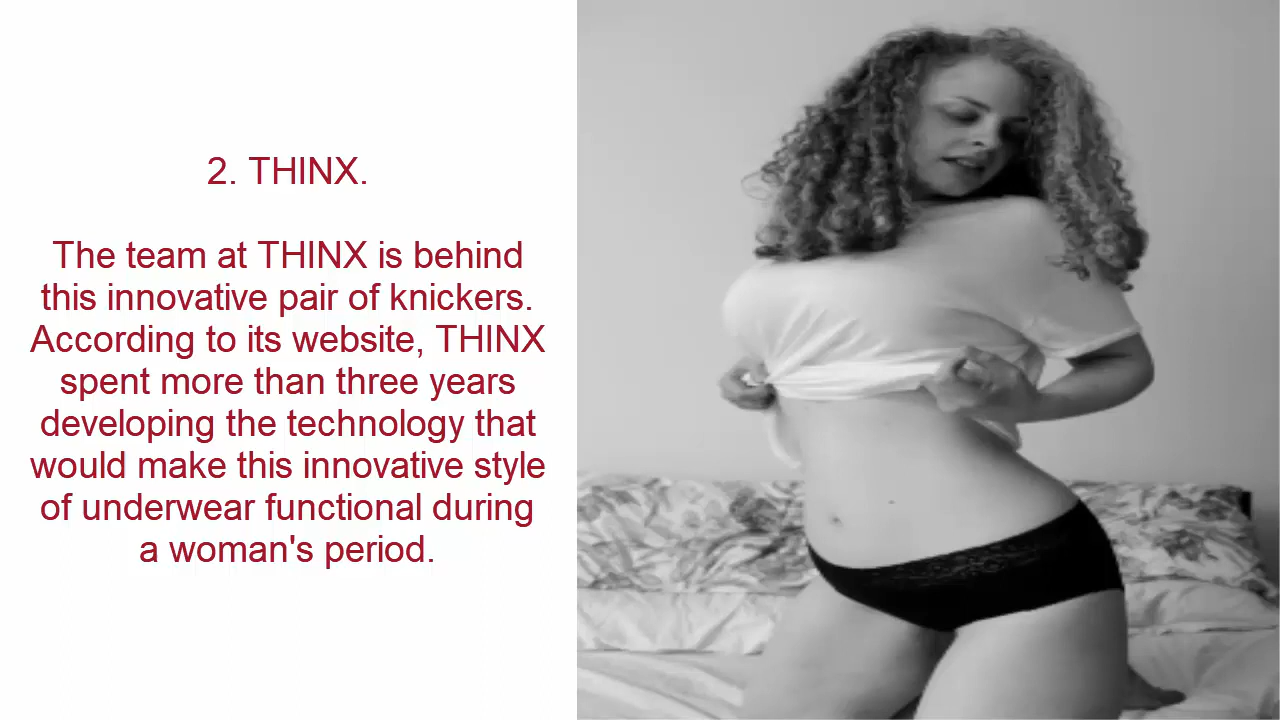 2. THINX.
The team at THINX is behind
this innovative pair of knickers.
According to its website, THINX
spent more than three years
developing the technology that
would make this innovative style
of underwear functional during
a woman's period.